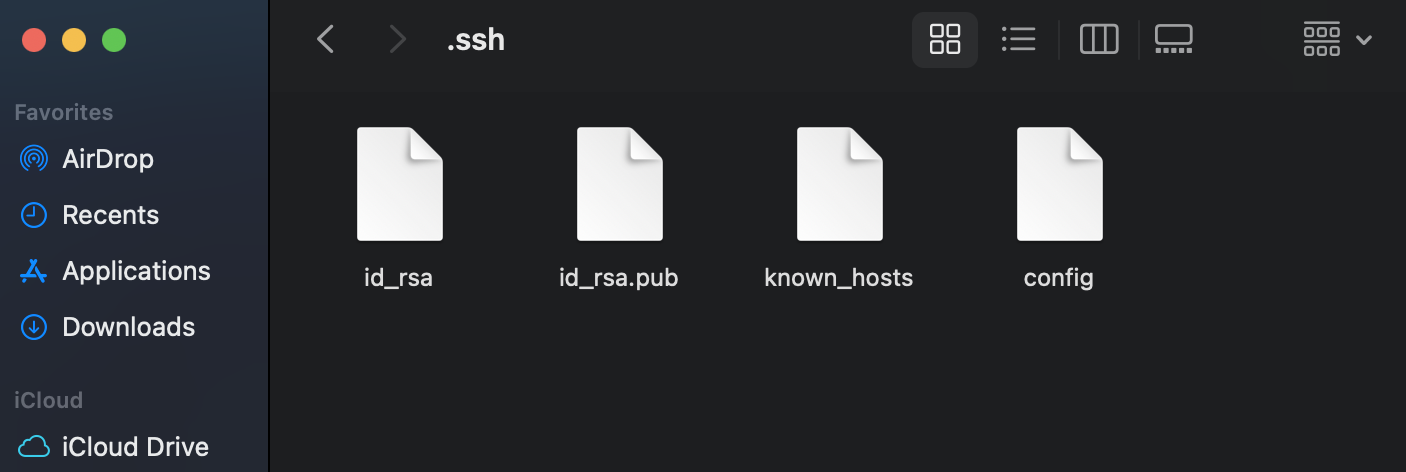 .ssh
Favorites
AirDrop
Recents
Applications
Downloads
iCloud
iCloud Drive
id_rsa
id_rsa.pub
known_hosts
config